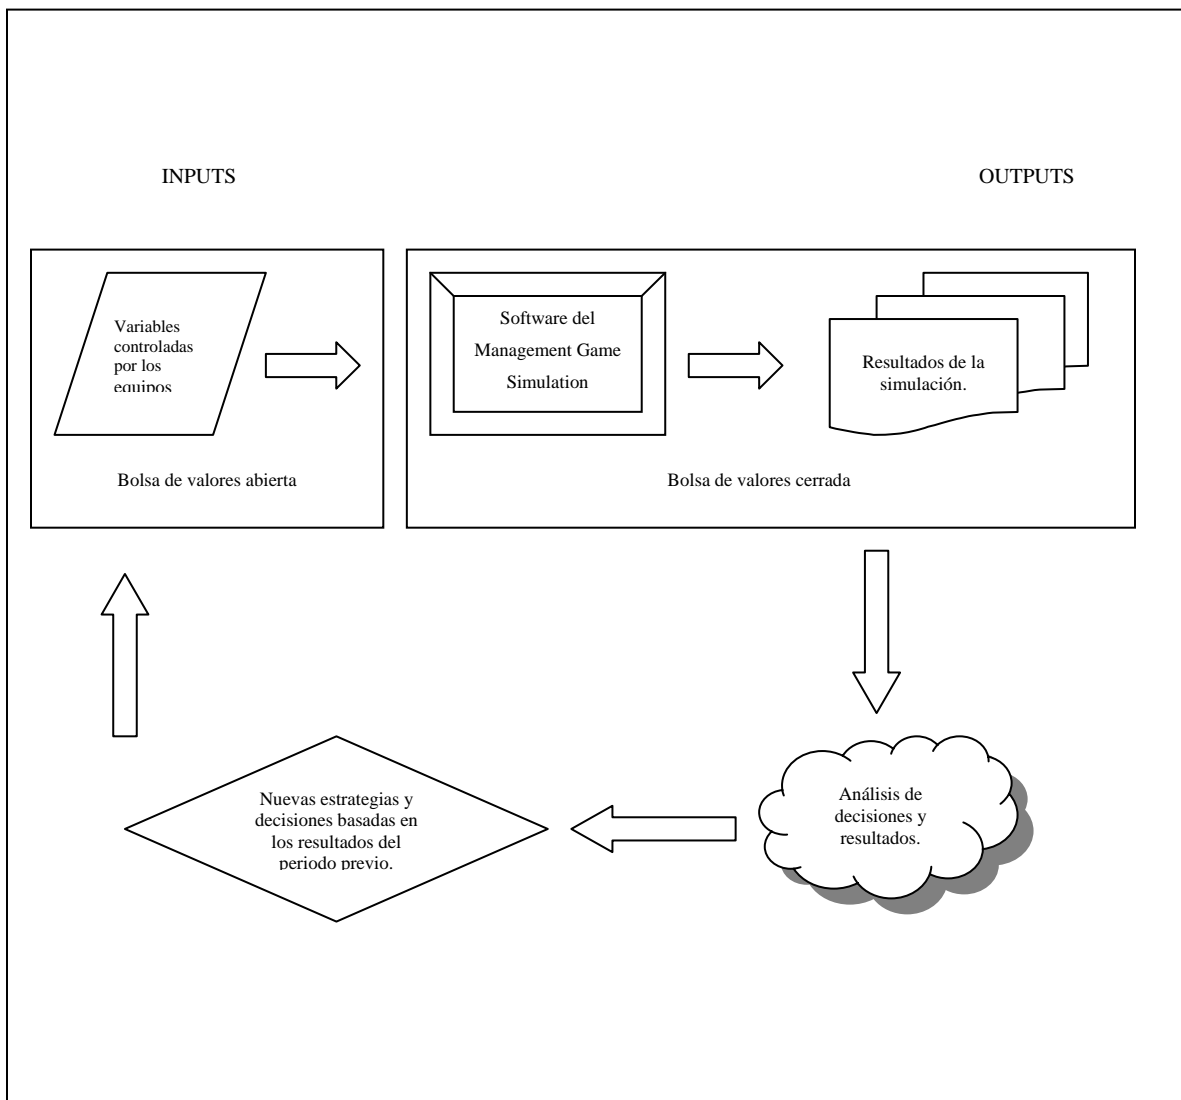 INPUTS
OUTPUTS
Variables
controladas
por los
equipos
Bolsa de valores abierta
Software del
Management Game
Simulation
Resultados de la
simulación.
Bolsa de valores cerrada
Nuevas estrategias y
decisiones basadas en
los resultados del
periodo previo.
Análisis de
decisiones y
resultados.